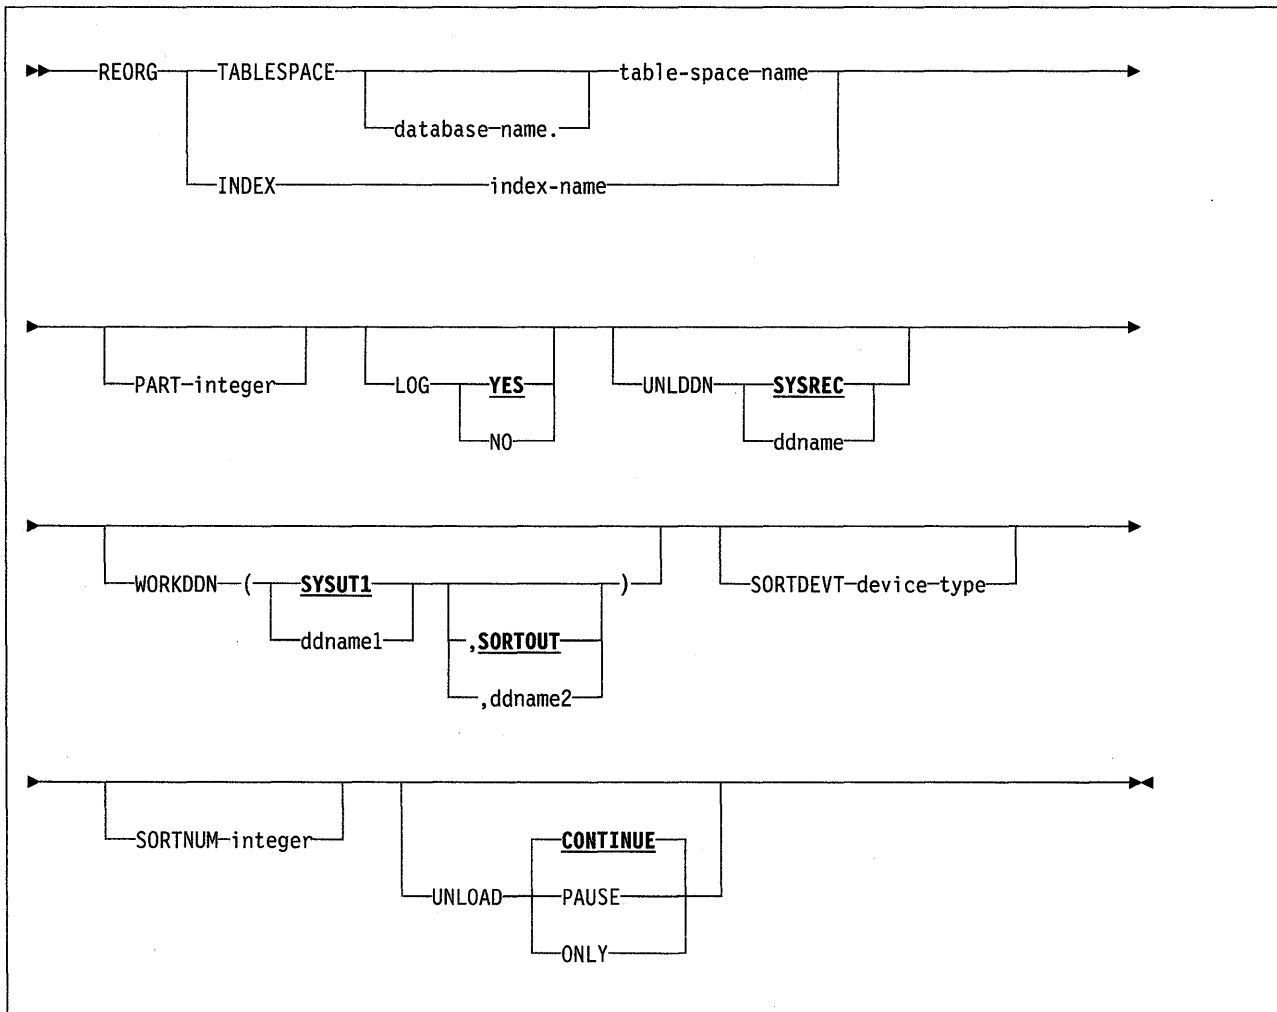 REORG TABLESPACE table-space-name
database-name.
INDEX index-name
PART-integer LOG YES UNLDDN SYSREC
NO ddname
WORKDDN ( SYSUT1 ) SORTDEVT-device-type
ddname1 ,SORTOUT
,ddname2
SORTNUM-integer CONTINUE
UNLOAD PAUSE
ONLY